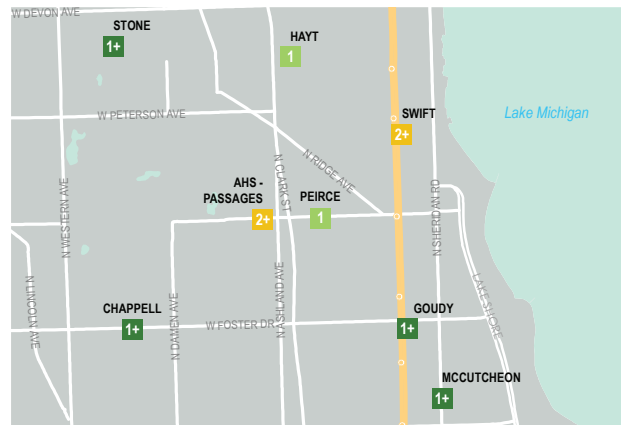 W DEVON AVE
STONE
1+
HAYT
1
W PETERSON AVE
SWIFT
2+
Lake Michigan
N RIDGE AVE
N CLARK ST
AHS -
PASSAGES
2+
PEIRCE
1
N WESTERN AVE
N SHERIDAN RD
N LINCOLN AVE
CHAPPELL
1+
N DAMEN AVE
W FOSTER DR
N ASHLAND AVE
GOUDY
1+
LAKE SHORE
MCCUTCHEON
1+